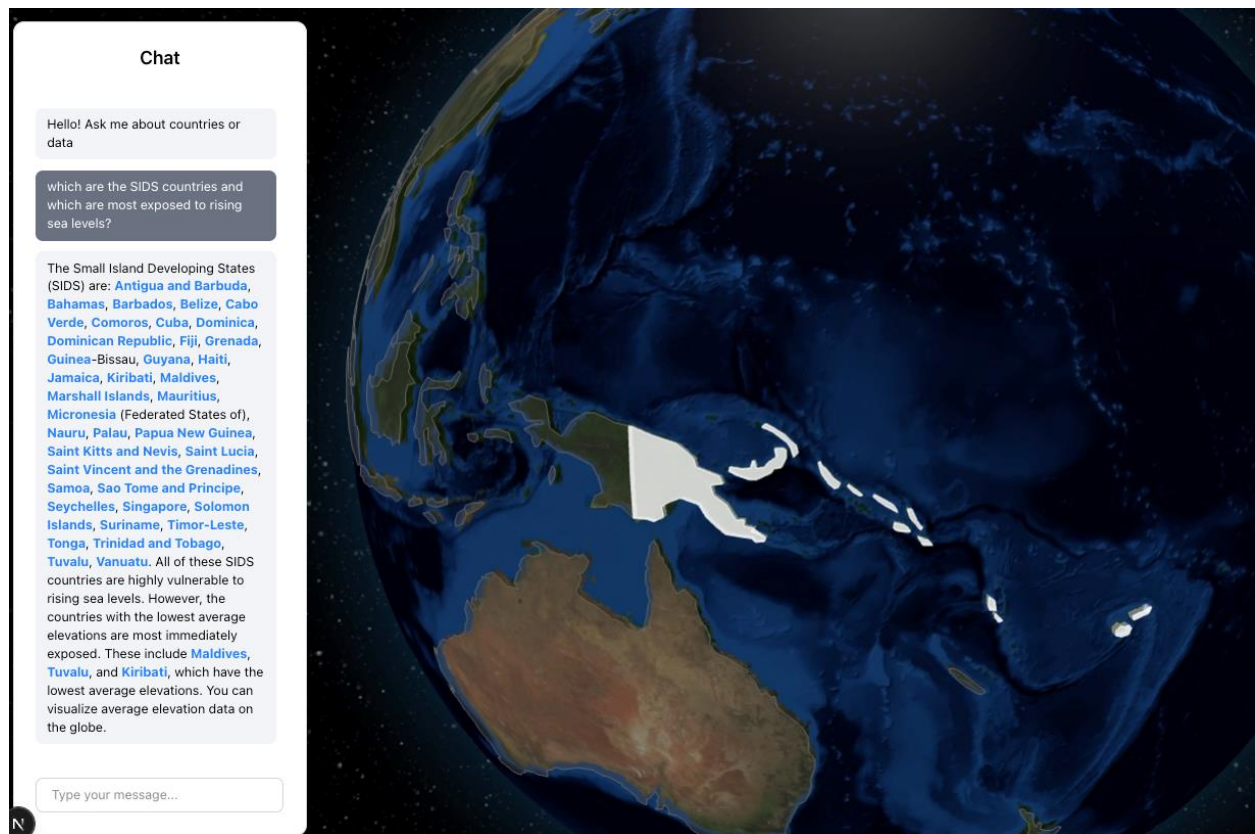 Chat
Hello! Ask me about countries or
data
which are the SIDS countries and
which are most exposed to rising
sea levels?
The Small Island Developing States
(SIDS) are: Antigua and Barbuda,
Bahamas, Barbados, Belize, Cabo
Verde, Comoros, Cuba, Dominica,
Dominican Republic, Fiji, Grenada,
Guinea-Bissau, Guyana, Haiti,
Jamaica, Kiribati, Maldives,
Marshall Islands, Mauritius,
Micronesia (Federated States of),
Nauru, Palau, Papua New Guinea,
Saint Kitts and Nevis, Saint Lucia,
Saint Vincent and the Grenadines,
Samoa, Sao Tome and Principe,
Seychelles, Singapore, Solomon
Islands, Suriname, Timor-Leste,
Tonga, Trinidad and Tobago,
Tuvalu, Vanuatu. All of these SIDS
countries are highly vulnerable to
rising sea levels. However, the
countries with the lowest average
elevations are most immediately
exposed. These include Maldives,
Tuvalu, and Kiribati, which have the
lowest average elevations. You can
visualize average elevation data on
the globe.
Type your message...
N